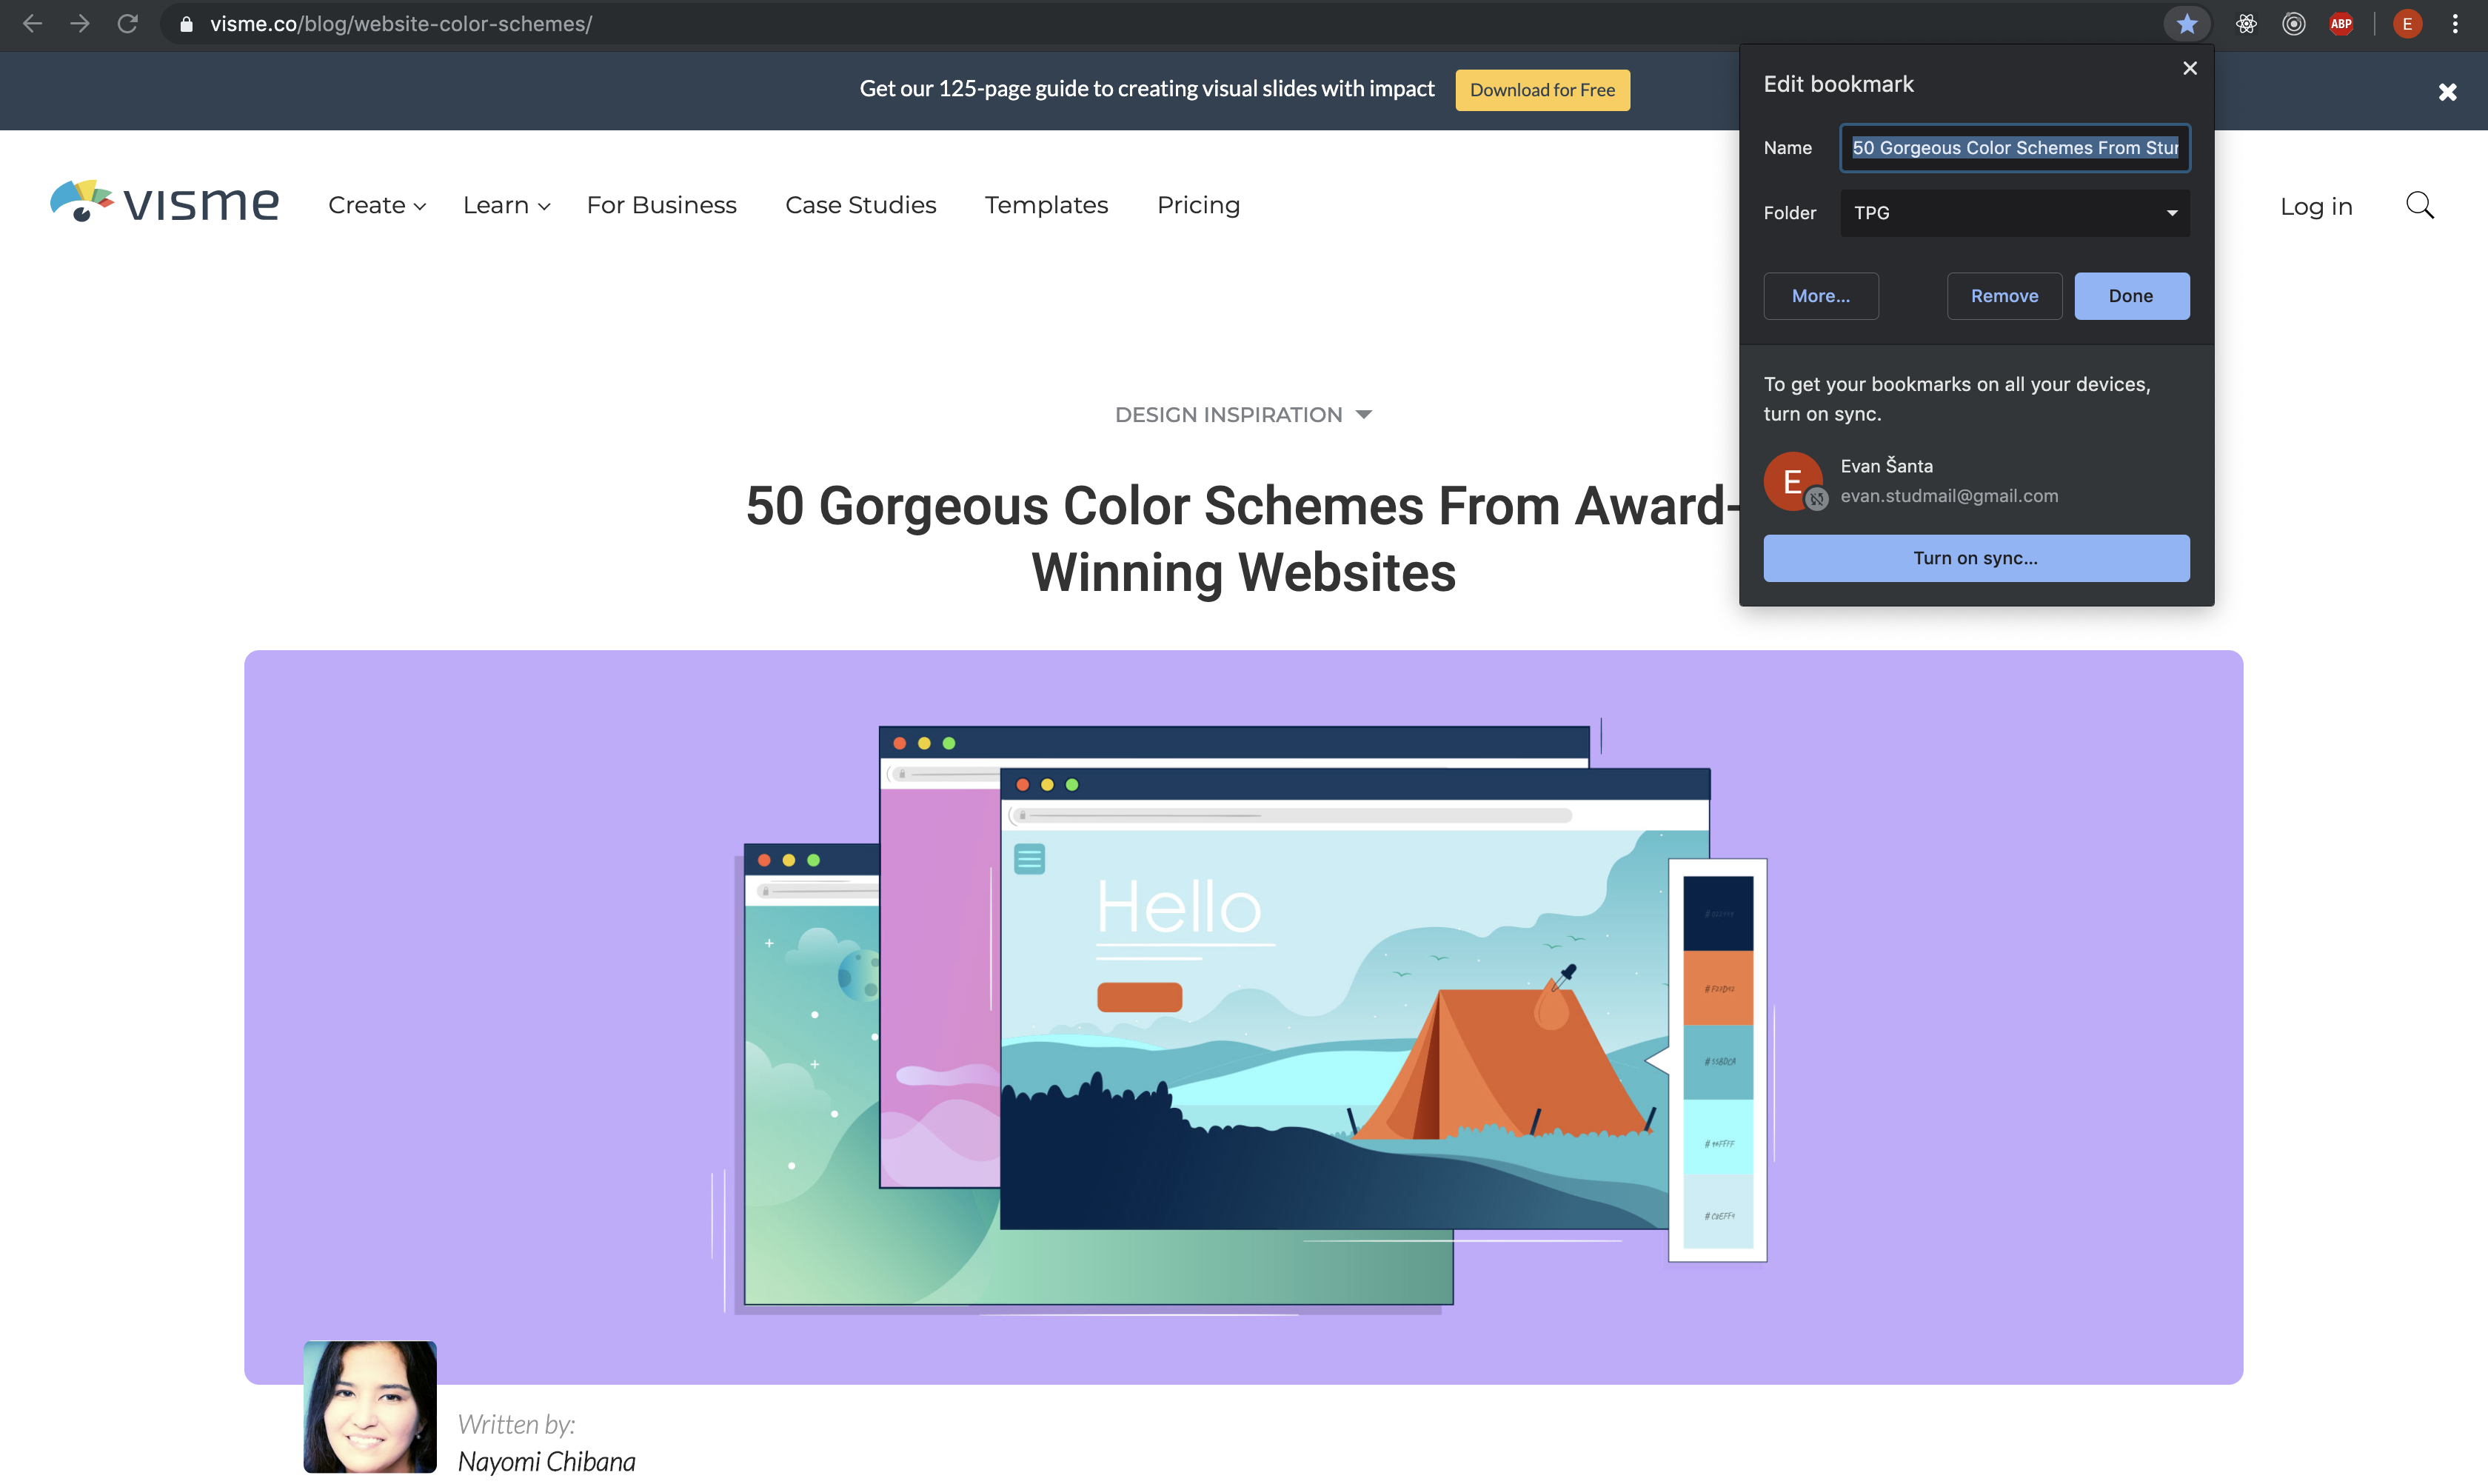 visme.co/blog/website-color-schemes/
ABP
E
Get our 125-page guide to creating visual slides with impact
Download for Free
visme
Create
Learn
For Business
Case Studies
Templates
Pricing
Log in
Edit bookmark
Name
50 Gorgeous Color Schemes From Stu
Folder
TPG
More...
Remove
Done
To get your bookmarks on all your devices,
turn on sync.
E
Evan Šanta
evan.studmail@gmail.com
Turn on sync...
DESIGN INSPIRATION
50 Gorgeous Color Schemes From Award-
Winning Websites
Hello
Written by:
Nayomi Chibana